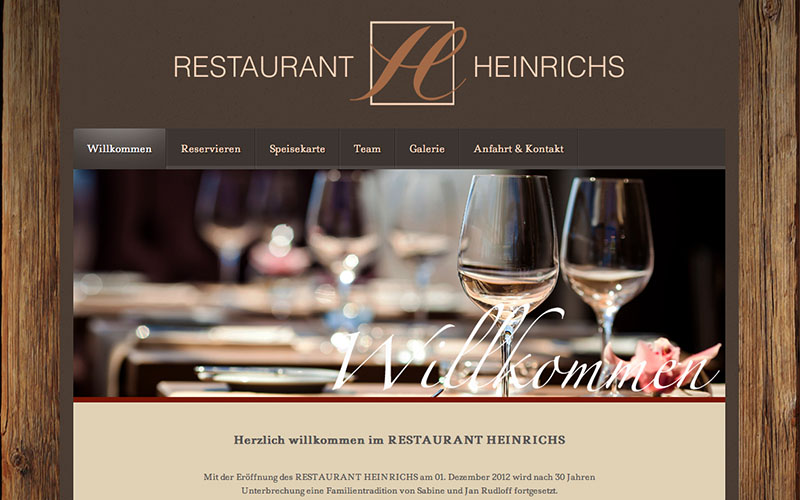 RESTAURANT H HEINRICHS
Willkommen Reservieren Speisekarte Team Galerie Anfahrt & Kontakt
Willkommen
Herzlich willkommen im RESTAURANT HEINRICHS
Mit der Eröffnung des RESTAURANT HEINRICHS am 01. Dezember 2012 wird nach 30 Jahren
Unterbrechung eine Familientradition von Sabine und Jan Rudloff fortgesetzt.